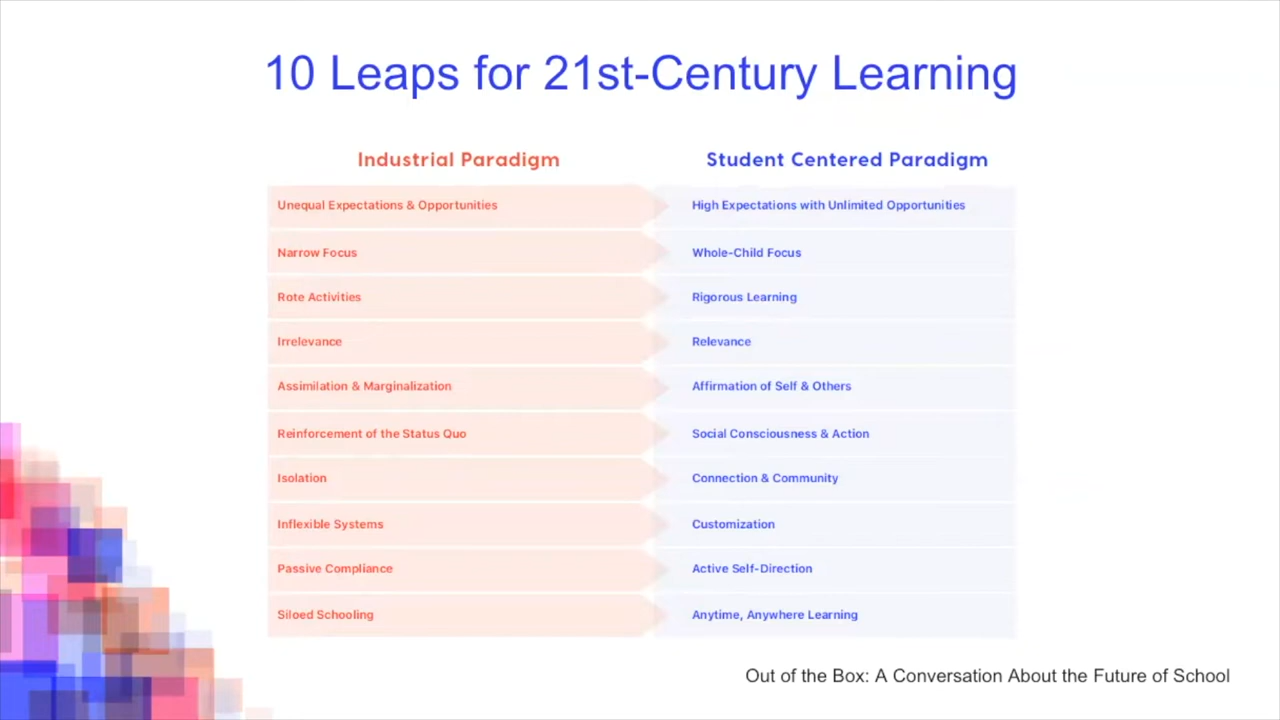 10 Leaps for 21st-Century Learning
Industrial Paradigm Student Centered Paradigm
Unequal Expectations & Opportunities High Expectations with Unlimited Opportunities
Narrow Focus Whole-Child Focus
Rote Activities Rigorous Learning
Irrelevance Relevance
Assimilation & Marginalization Affirmation of Self & Others
Reinforcement of the Status Quo Social Consciousness & Action
Isolation Connection & Community
Inflexible Systems Customization
Passive Compliance Active Self-Direction
Siloed Schooling Anytime, Anywhere Learning
Out of the Box: A Conversation About the Future of School